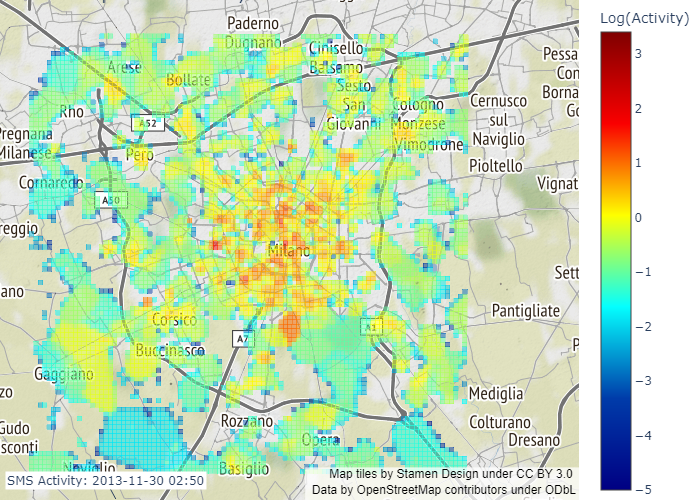 Log(Activity)
Paderno
Dugnano
Cinisello
Balsamo
Arese
Bollate
Sesto
San
Giovanni
Cologno
Monzese
Pessa
Con
Borna
Go
Cernusco
sul
Naviglio
Rho
A52
Vimodrone
Pregnana
Milanese
Pero
Pioltello
Cornaredo
Vignat
A50
reggio
Milano
Sett
ano
Corsico
Pantigliate
A7
A1
Buccinasco
P
Gaggiano
Mediglia
zo
Rozzano
Colturano
Gudo
Dresano
sconti
Opera
Noviglio
Basiglio
3
2
1
0
−1
−2
−3
−4
−5
SMS Activity: 2013-11-30 02:50
Map tiles by Stamen Design under CC BY 3.0
Data by OpenStreetMap contributors under ODbL